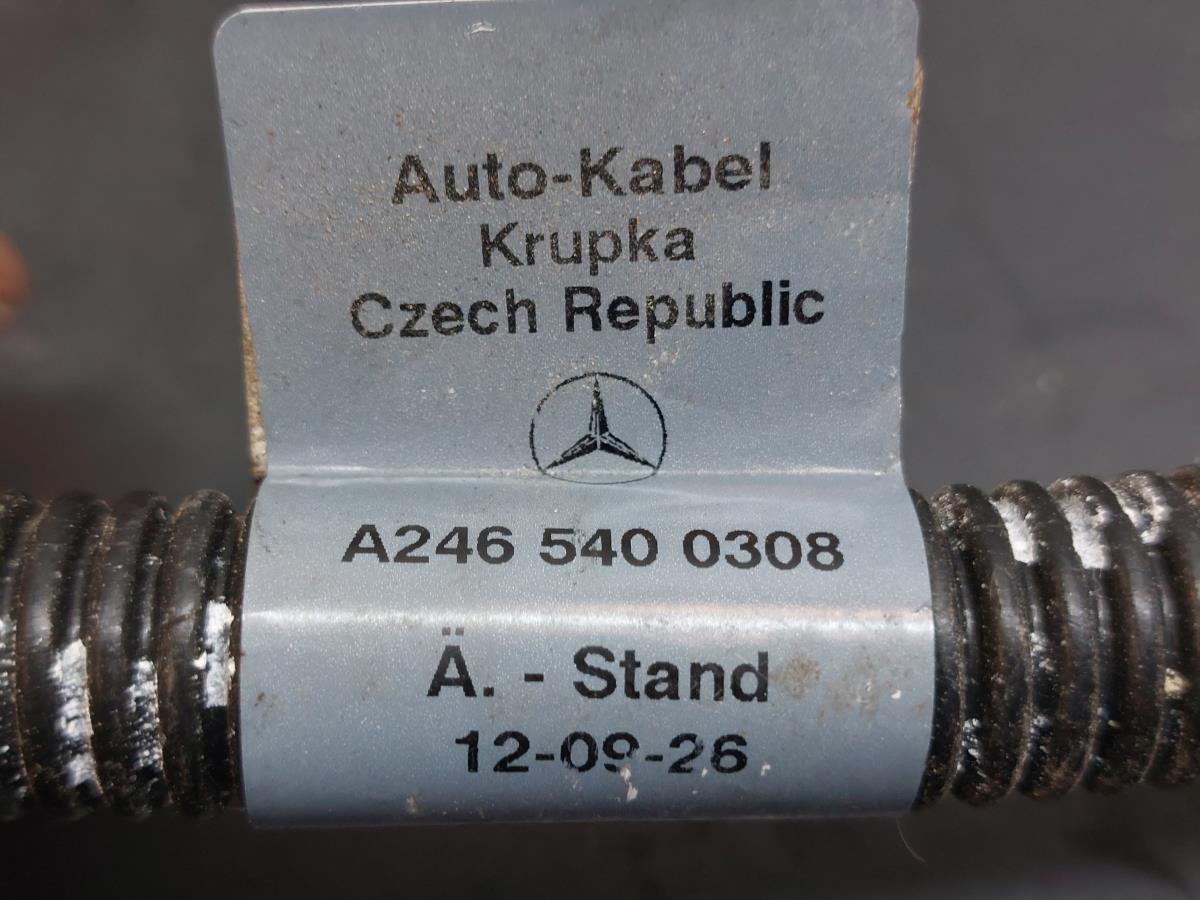 Auto-Kabel
Krupka
Czech Republic
A246 540 0308
Ä. - Stand
12-09-26